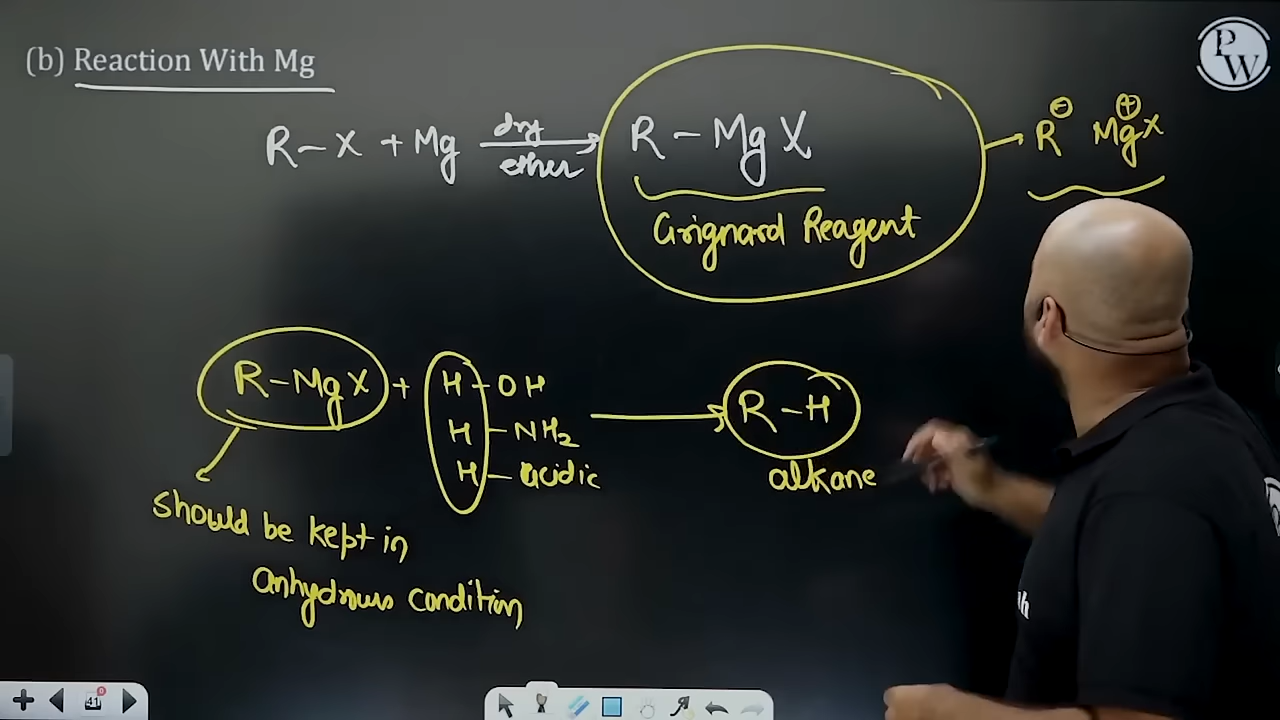 (b) Reaction With Mg
PW
R-X + Mg dry ether → R-MgX → R⊖ Mg⊕X
Grignard Reagent
R-MgX + H-OH → R-H
H-NH₂
H-acidic
alkane
should be kept in
anhydrous condition
41